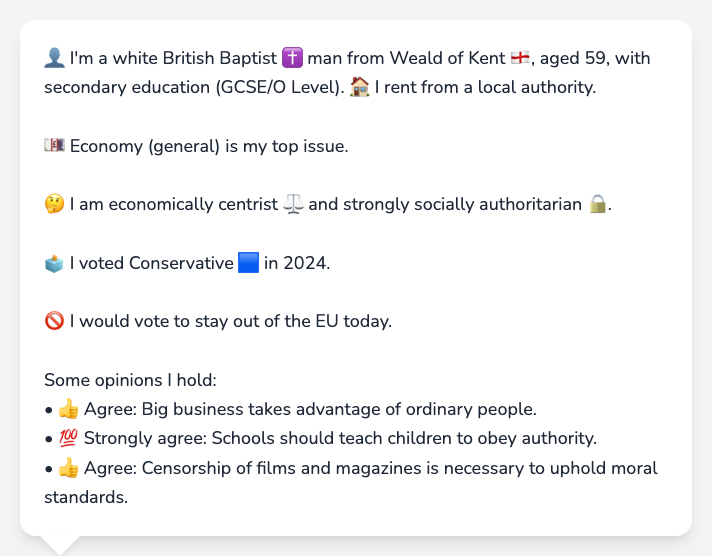 👤 I'm a white British Baptist ✝️ man from Weald of Kent 🏴󠁧󠁢󠁥󠁮󠁧󠁿, aged 59, with
secondary education (GCSE/O Level). 🏠 I rent from a local authority.
💷 Economy (general) is my top issue.
🤔 I am economically centrist ⚖️ and strongly socially authoritarian 🔒.
🗳️ I voted Conservative 🟦 in 2024.
🚫 I would vote to stay out of the EU today.
Some opinions I hold:
• 👍 Agree: Big business takes advantage of ordinary people.
• 💯 Strongly agree: Schools should teach children to obey authority.
• 👍 Agree: Censorship of films and magazines is necessary to uphold moral
standards.